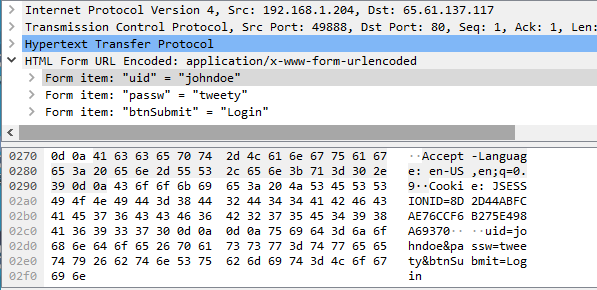 Internet Protocol Version 4, Src: 192.168.1.204, Dst: 65.61.137.117
Transmission Control Protocol, Src Port: 49888, Dst Port: 80, Seq: 1, Ack: 1, Len:
Hypertext Transfer Protocol
HTML Form URL Encoded: application/x-www-form-urlencoded
Form item: "uid" = "johndoe"
Form item: "passw" = "tweety"
Form item: "btnSubmit" = "Login"
0270 0d 0a 41 63 63 65 70 74 2d 4c 61 6e 67 75 61 67 ··Accept -Languag
0280 65 3a 20 65 6e 2d 55 53 2c 65 6e 3b 71 3d 30 2e e: en-US ,en;q=0.
0290 39 0d 0a 43 6f 6f 6b 69 65 3a 20 4a 53 45 53 53 9··Cooki e: JSESS
02a0 49 4f 4e 49 44 3d 38 44 32 44 34 34 41 42 46 43 IONID=8D 2D44ABFC
02b0 41 45 37 36 43 43 46 36 42 32 37 35 45 34 39 38 AE76CCF6 B275E498
02c0 41 36 39 33 37 30 0d 0a 0d 0a 75 69 64 3d 6a 6f A69370·· ··uid=jo
02d0 68 6e 64 6f 65 26 70 61 73 73 77 3d 74 77 65 65 hndoe&pa ssw=twee
02e0 74 79 26 62 74 6e 53 75 62 6d 69 74 3d 4c 6f 67 ty&btnSu bmit=Log
02f0 69 6e in